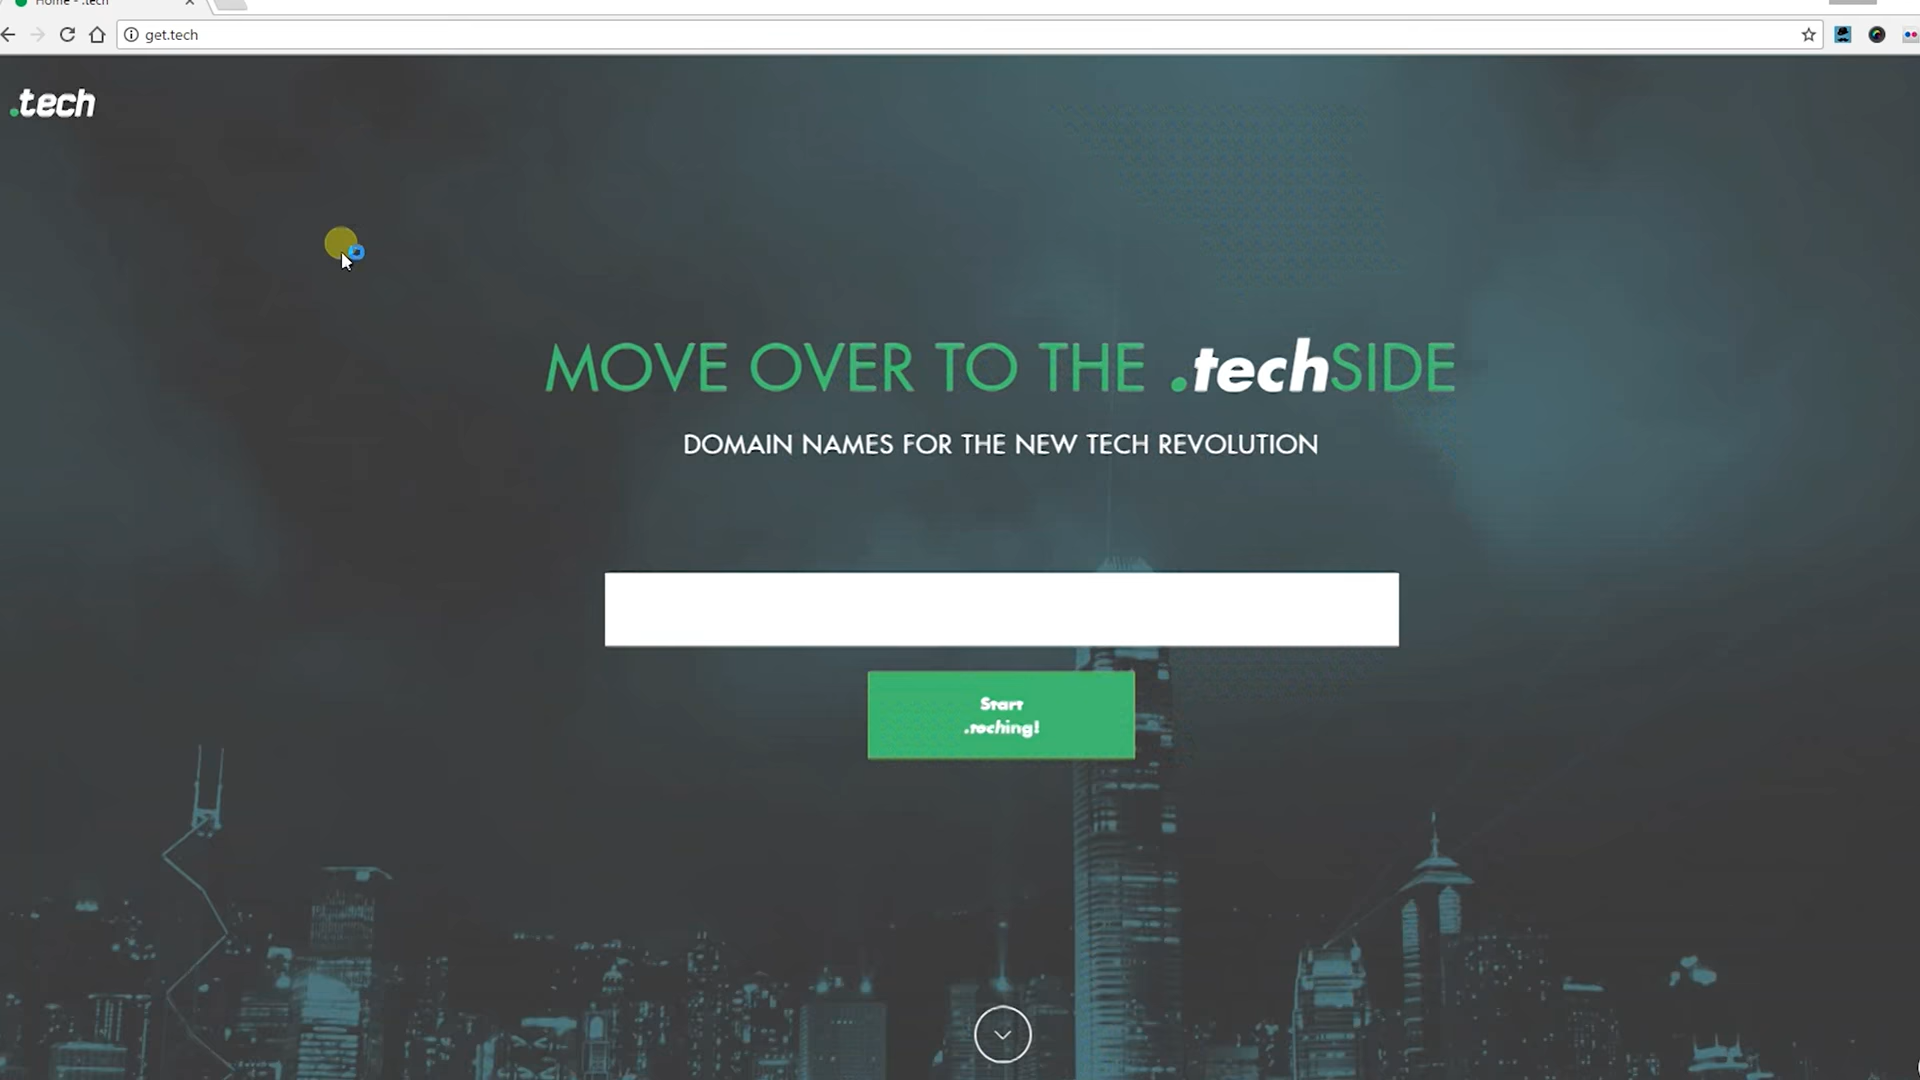 Home - .tech
get.tech
.tech
MOVE OVER TO THE .techSIDE
DOMAIN NAMES FOR THE NEW TECH REVOLUTION
Start
.teching!